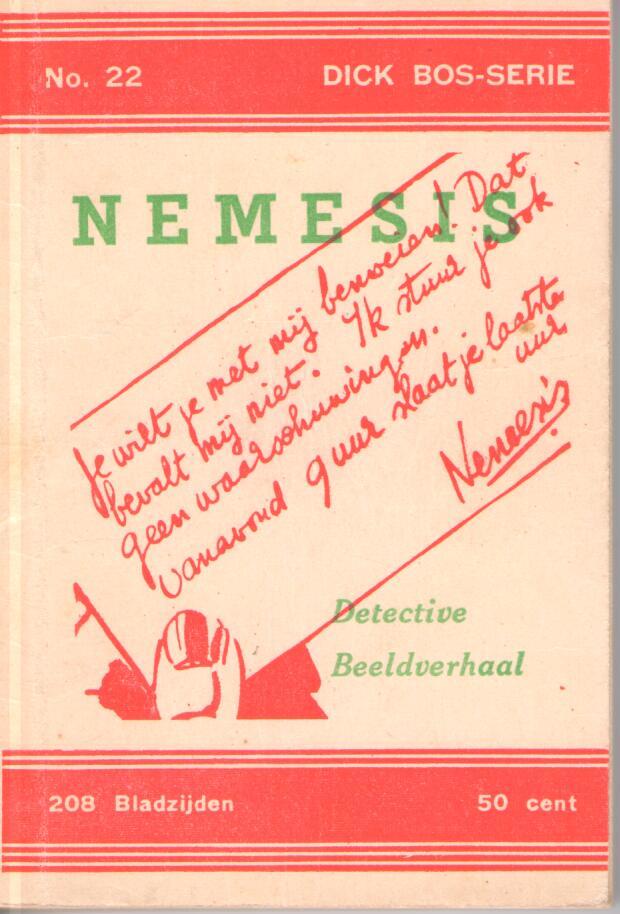 No. 22 DICK BOS-SERIE
NEMESIS
Je wilt je met mij bemoeien! Dat
bevalt mij niet. Ik stuur je ook
geen waarschuwingen.
Vanavond 9 uur slaat je laatste
uur
Nemesis
Detective
Beeldverhaal
208 Bladzijden 50 cent